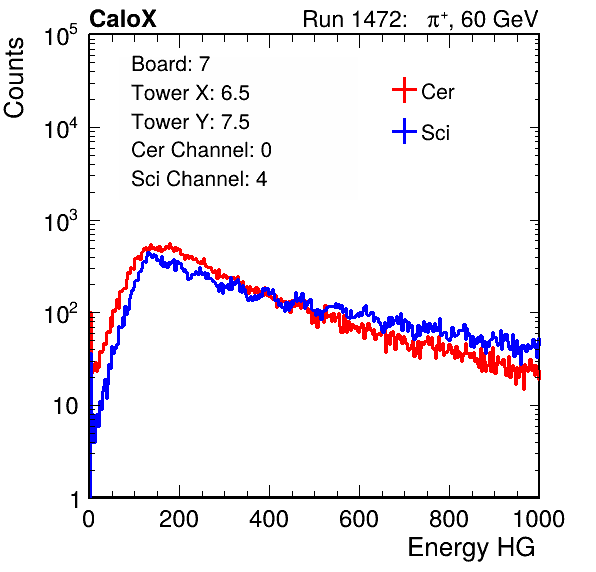 CaloX Run 1472: π⁺, 60 GeV
Counts
10⁵
10⁴
10³
10²
10
1
Board: 7
Tower X: 6.5
Tower Y: 7.5
Cer Channel: 0
Sci Channel: 4
Cer
Sci
0 200 400 600 800 1000
Energy HG